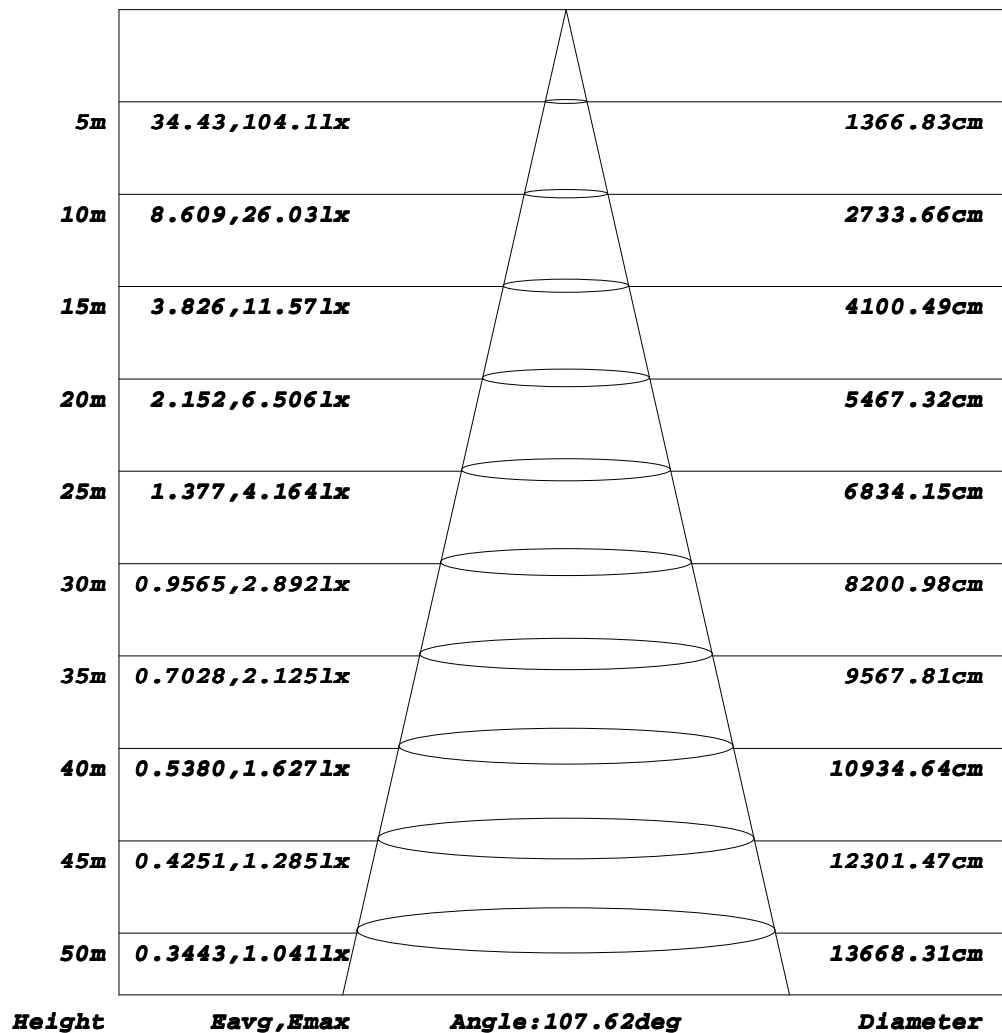 5m 34.43,104.1lx 1366.83cm
10m 8.609,26.03lx 2733.66cm
15m 3.826,11.57lx 4100.49cm
20m 2.152,6.506lx 5467.32cm
25m 1.377,4.164lx 6834.15cm
30m 0.9565,2.892lx 8200.98cm
35m 0.7028,2.125lx 9567.81cm
40m 0.5380,1.627lx 10934.64cm
45m 0.4251,1.285lx 12301.47cm
50m 0.3443,1.041lx 13668.31cm
Height Eavg,Emax Angle:107.62deg Diameter